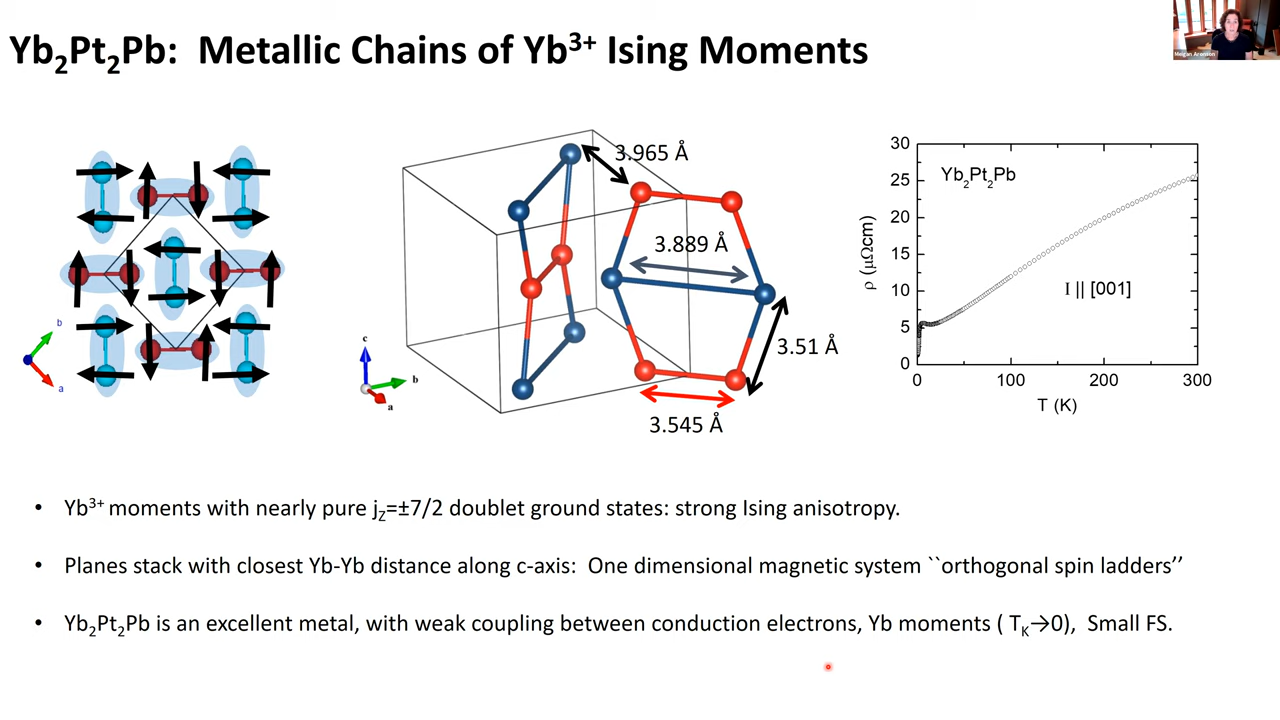 Yb₂Pt₂Pb: Metallic Chains of Yb³⁺ Ising Moments
Megan Aronson
b
a
3.965 Å
3.889 Å
3.51 Å
3.545 Å
c
b
a
30
25
20
15
10
5
0
ρ (μΩcm)
Yb₂Pt₂Pb
I || [001]
0 100 200 300
T (K)
• Yb³⁺ moments with nearly pure j_Z=±7/2 doublet ground states: strong Ising anisotropy.
• Planes stack with closest Yb-Yb distance along c-axis: One dimensional magnetic system ``orthogonal spin ladders’’
• Yb₂Pt₂Pb is an excellent metal, with weak coupling between conduction electrons, Yb moments ( T_K→0), Small FS.